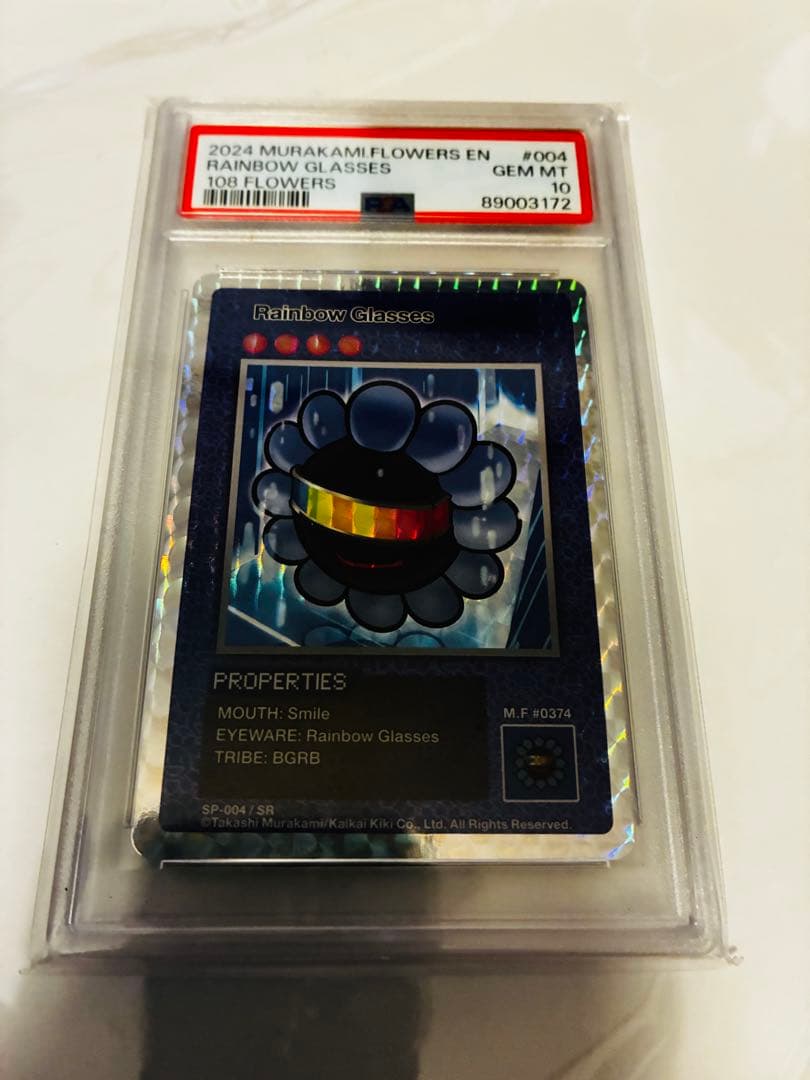 2024 MURAKAMI.FLOWERS EN #004
RAINBOW GLASSES GEM MT
108 FLOWERS 10
PSA 89003172
Rainbow Glasses
PROPERTIES
MOUTH: Smile
EYEWARE: Rainbow Glasses
TRIBE: BGRB
M.F #0374
SP-004 / SR
©Takashi Murakami/Kaikai Kiki Co., Ltd. All Rights Reserved.